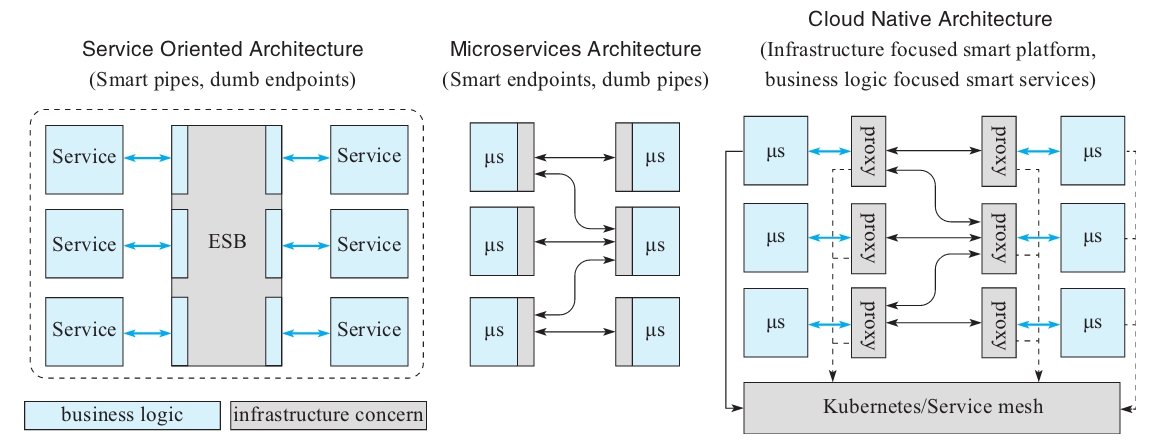 Service Oriented Architecture
(Smart pipes, dumb endpoints)
Service
Service
Service
ESB
Service
Service
Service
business logic
infrastructure concern
Microservices Architecture
(Smart endpoints, dumb pipes)
μs
μs
μs
μs
μs
μs
Cloud Native Architecture
(Infrastructure focused smart platform,
business logic focused smart services)
μs
proxy
proxy
μs
μs
proxy
proxy
μs
μs
proxy
proxy
μs
Kubernetes/Service mesh